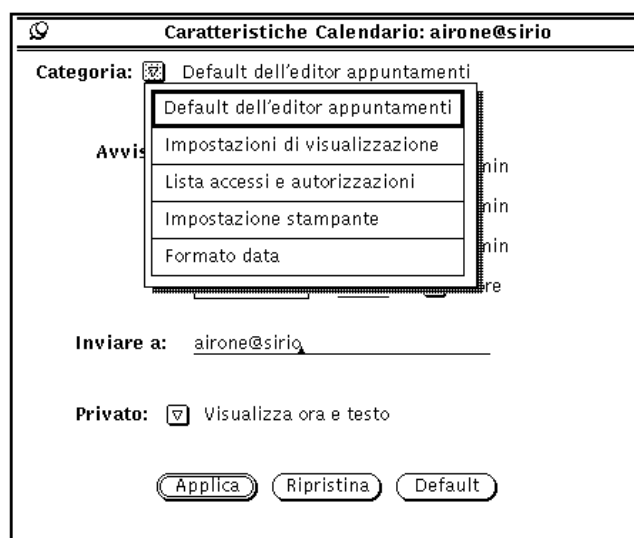 Caratteristiche Calendario: airone@sirio
Categoria: Default dell'editor appuntamenti
Default dell'editor appuntamenti
Impostazioni di visualizzazione
Lista accessi e autorizzazioni
Impostazione stampante
Formato data
Inviare a: airone@sirio
Privato: Visualizza ora e testo
Applica Ripristina Default